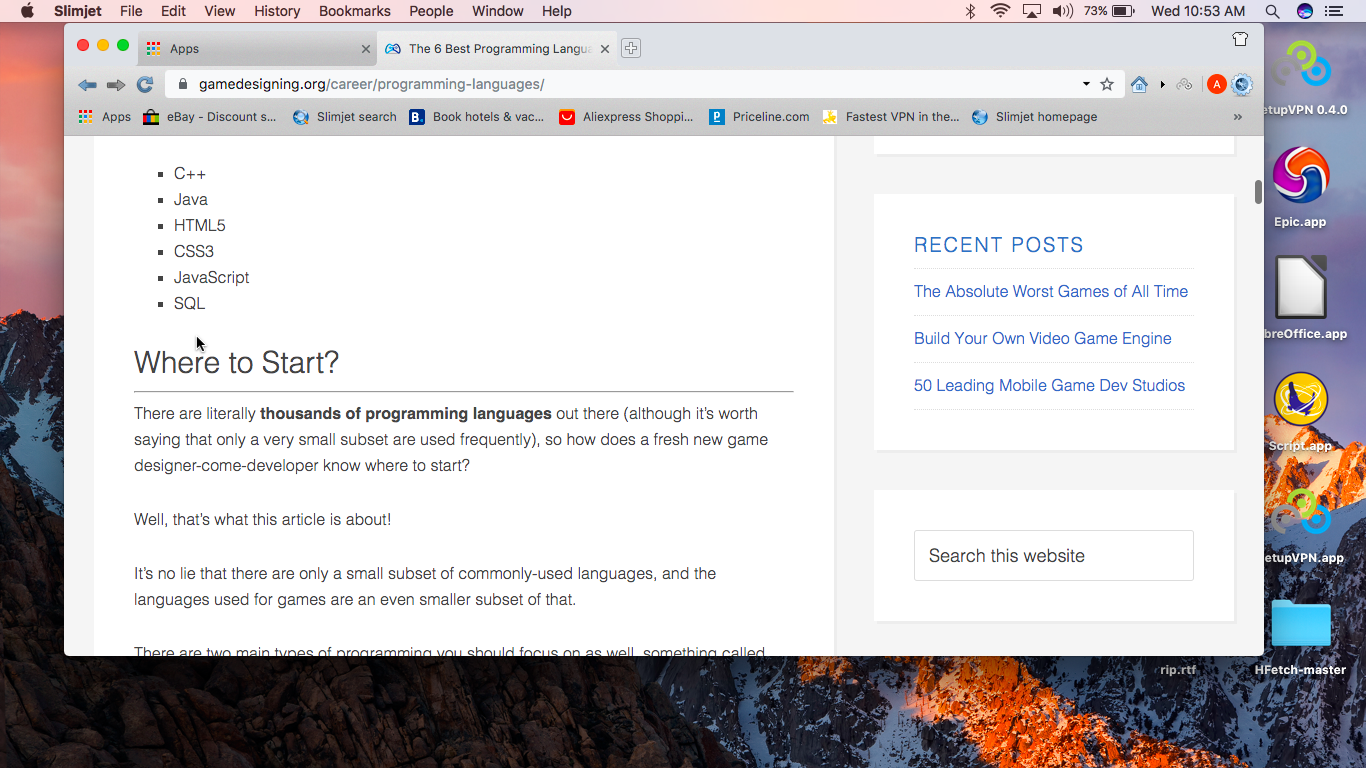 Slimjet File Edit View History Bookmarks People Window Help 73% Wed 10:53 AM
Apps The 6 Best Programming Langua
gamedesigning.org/career/programming-languages/ A
Apps eBay - Discount s... Slimjet search B. Book hotels & vac... Aliexpress Shoppi... P Priceline.com Fastest VPN in the... Slimjet homepage »
C++
Java
HTML5
CSS3
JavaScript
SQL
Where to Start?
There are literally thousands of programming languages out there (although it's worth
saying that only a very small subset are used frequently), so how does a fresh new game
designer-come-developer know where to start?
Well, that's what this article is about!
It's no lie that there are only a small subset of commonly-used languages, and the
languages used for games are an even smaller subset of that.
There are two main types of programming you should focus on as well, something called
RECENT POSTS
The Absolute Worst Games of All Time
Build Your Own Video Game Engine
50 Leading Mobile Game Dev Studios
Search this website
etupVPN 0.4.0
Epic.app
breOffice.app
Script.app
etupVPN.app
rip.rtf
HFetch-master